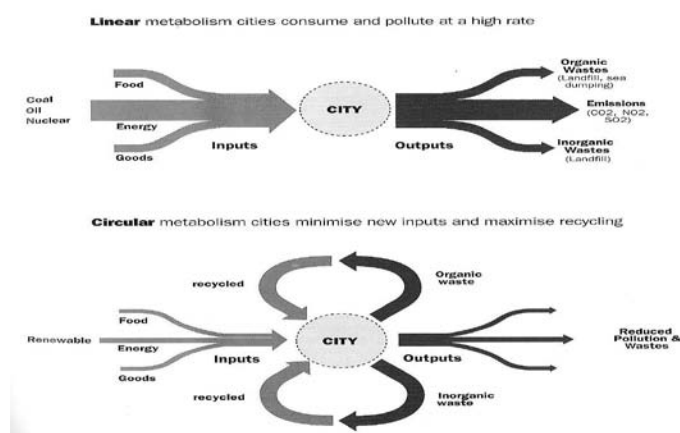 Linear metabolism cities consume and pollute at a high rate
Food
Coal
Oil
Nuclear
Energy
Goods
Inputs
CITY
Outputs
Organic
Wastes
(Landfill, sea
dumping)
Emissions
(CO2, NO2,
SO2)
Inorganic
Wastes
(Landfill)
Circular metabolism cities minimise new inputs and maximise recycling
recycled
Organic
waste
Food
Renewable
Energy
Goods
Inputs
CITY
Outputs
Reduced
Pollution &
Wastes
recycled
Inorganic
waste